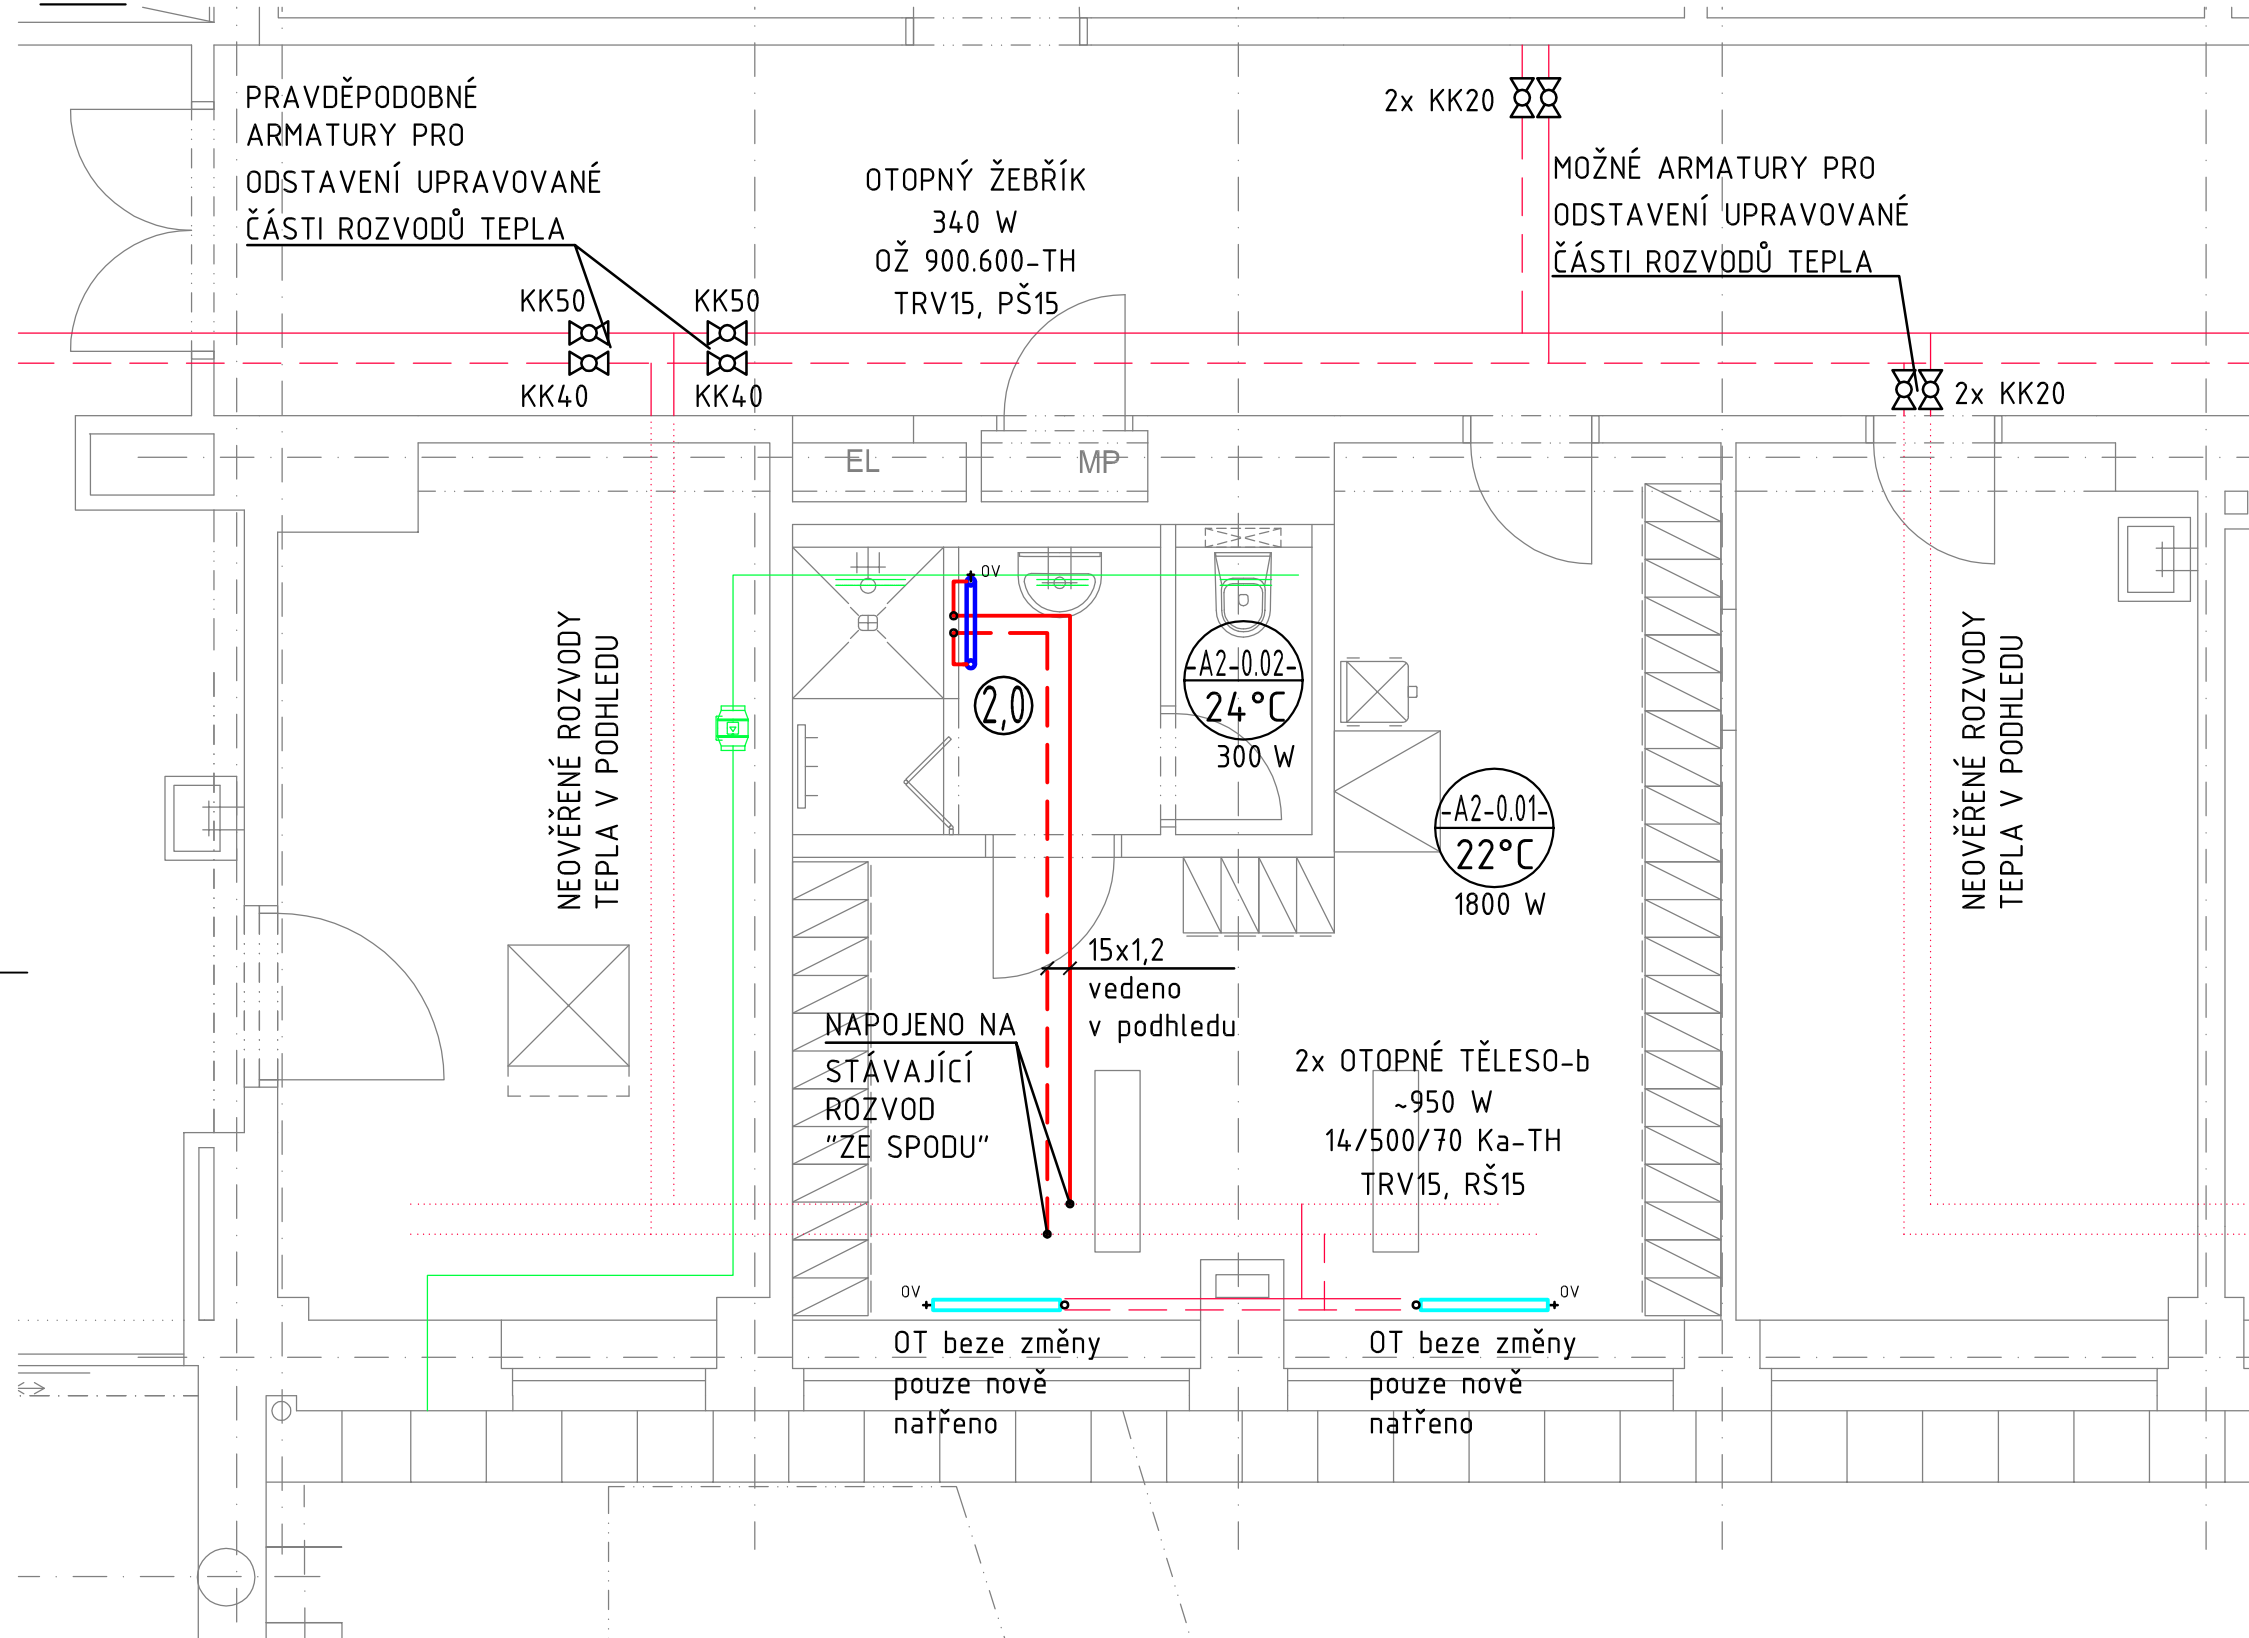 PRAVDĚPODOBNÉ
ARMATURY PRO
ODSTAVENÍ UPRAVOVANÉ
ČÁSTI ROZVODŮ TEPLA
KK50
KK50
KK40
KK40
OTOPNÝ ŽEBŘÍK
340 W
OŽ 900.600-TH
TRV15, PŠ15
2x KK20
MOŽNÉ ARMATURY PRO
ODSTAVENÍ UPRAVOVANÉ
ČÁSTI ROZVODŮ TEPLA
2x KK20
EL
MP
OV
NEOVĚŘENÉ ROZVODY
TEPLA V PODHLEDU
2,0
-A2-0.02-
24°C
300 W
-A2-0.01-
22°C
1800 W
NEOVĚŘENÉ ROZVODY
TEPLA V PODHLEDU
15x1,2
vedeno
v podhledu
NAPOJENO NA
STÁVAJÍCÍ
ROZVOD
"ZE SPODU"
2x OTOPNÉ TĚLESO-b
~950 W
14/500/70 Ka-TH
TRV15, RŠ15
OV
OV
OT beze změny
pouze nově
natřeno
OT beze změny
pouze nově
natřeno